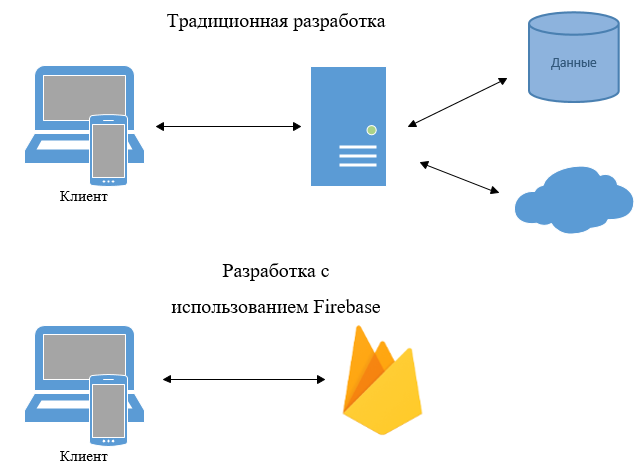 Традиционная разработка
Данные
Клиент
Разработка с
использованием Firebase
Клиент